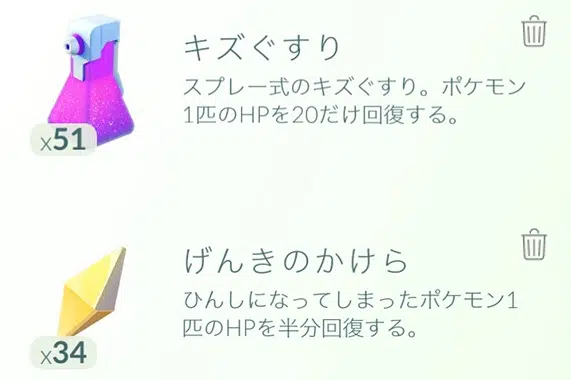 キズぐすり
スプレー式のキズぐすり。ポケモン
1匹のHPを20だけ回復する。
x51
げんきのかけら
ひんしになってしまったポケモン1
匹のHPを半分回復する。
x34